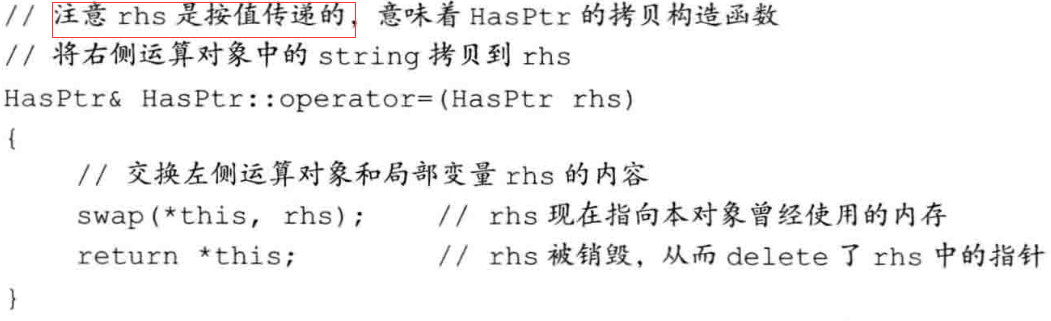 // 注意 rhs 是按值传递的，意味着 HasPtr 的拷贝构造函数
// 将右侧运算对象中的 string 拷贝到 rhs
HasPtr& HasPtr::operator=(HasPtr rhs)
{
    // 交换左侧运算对象和局部变量 rhs 的内容
    swap(*this, rhs);    // rhs 现在指向本对象曾经使用的内存
    return *this;        // rhs 被销毁，从而 delete 了 rhs 中的指针
}